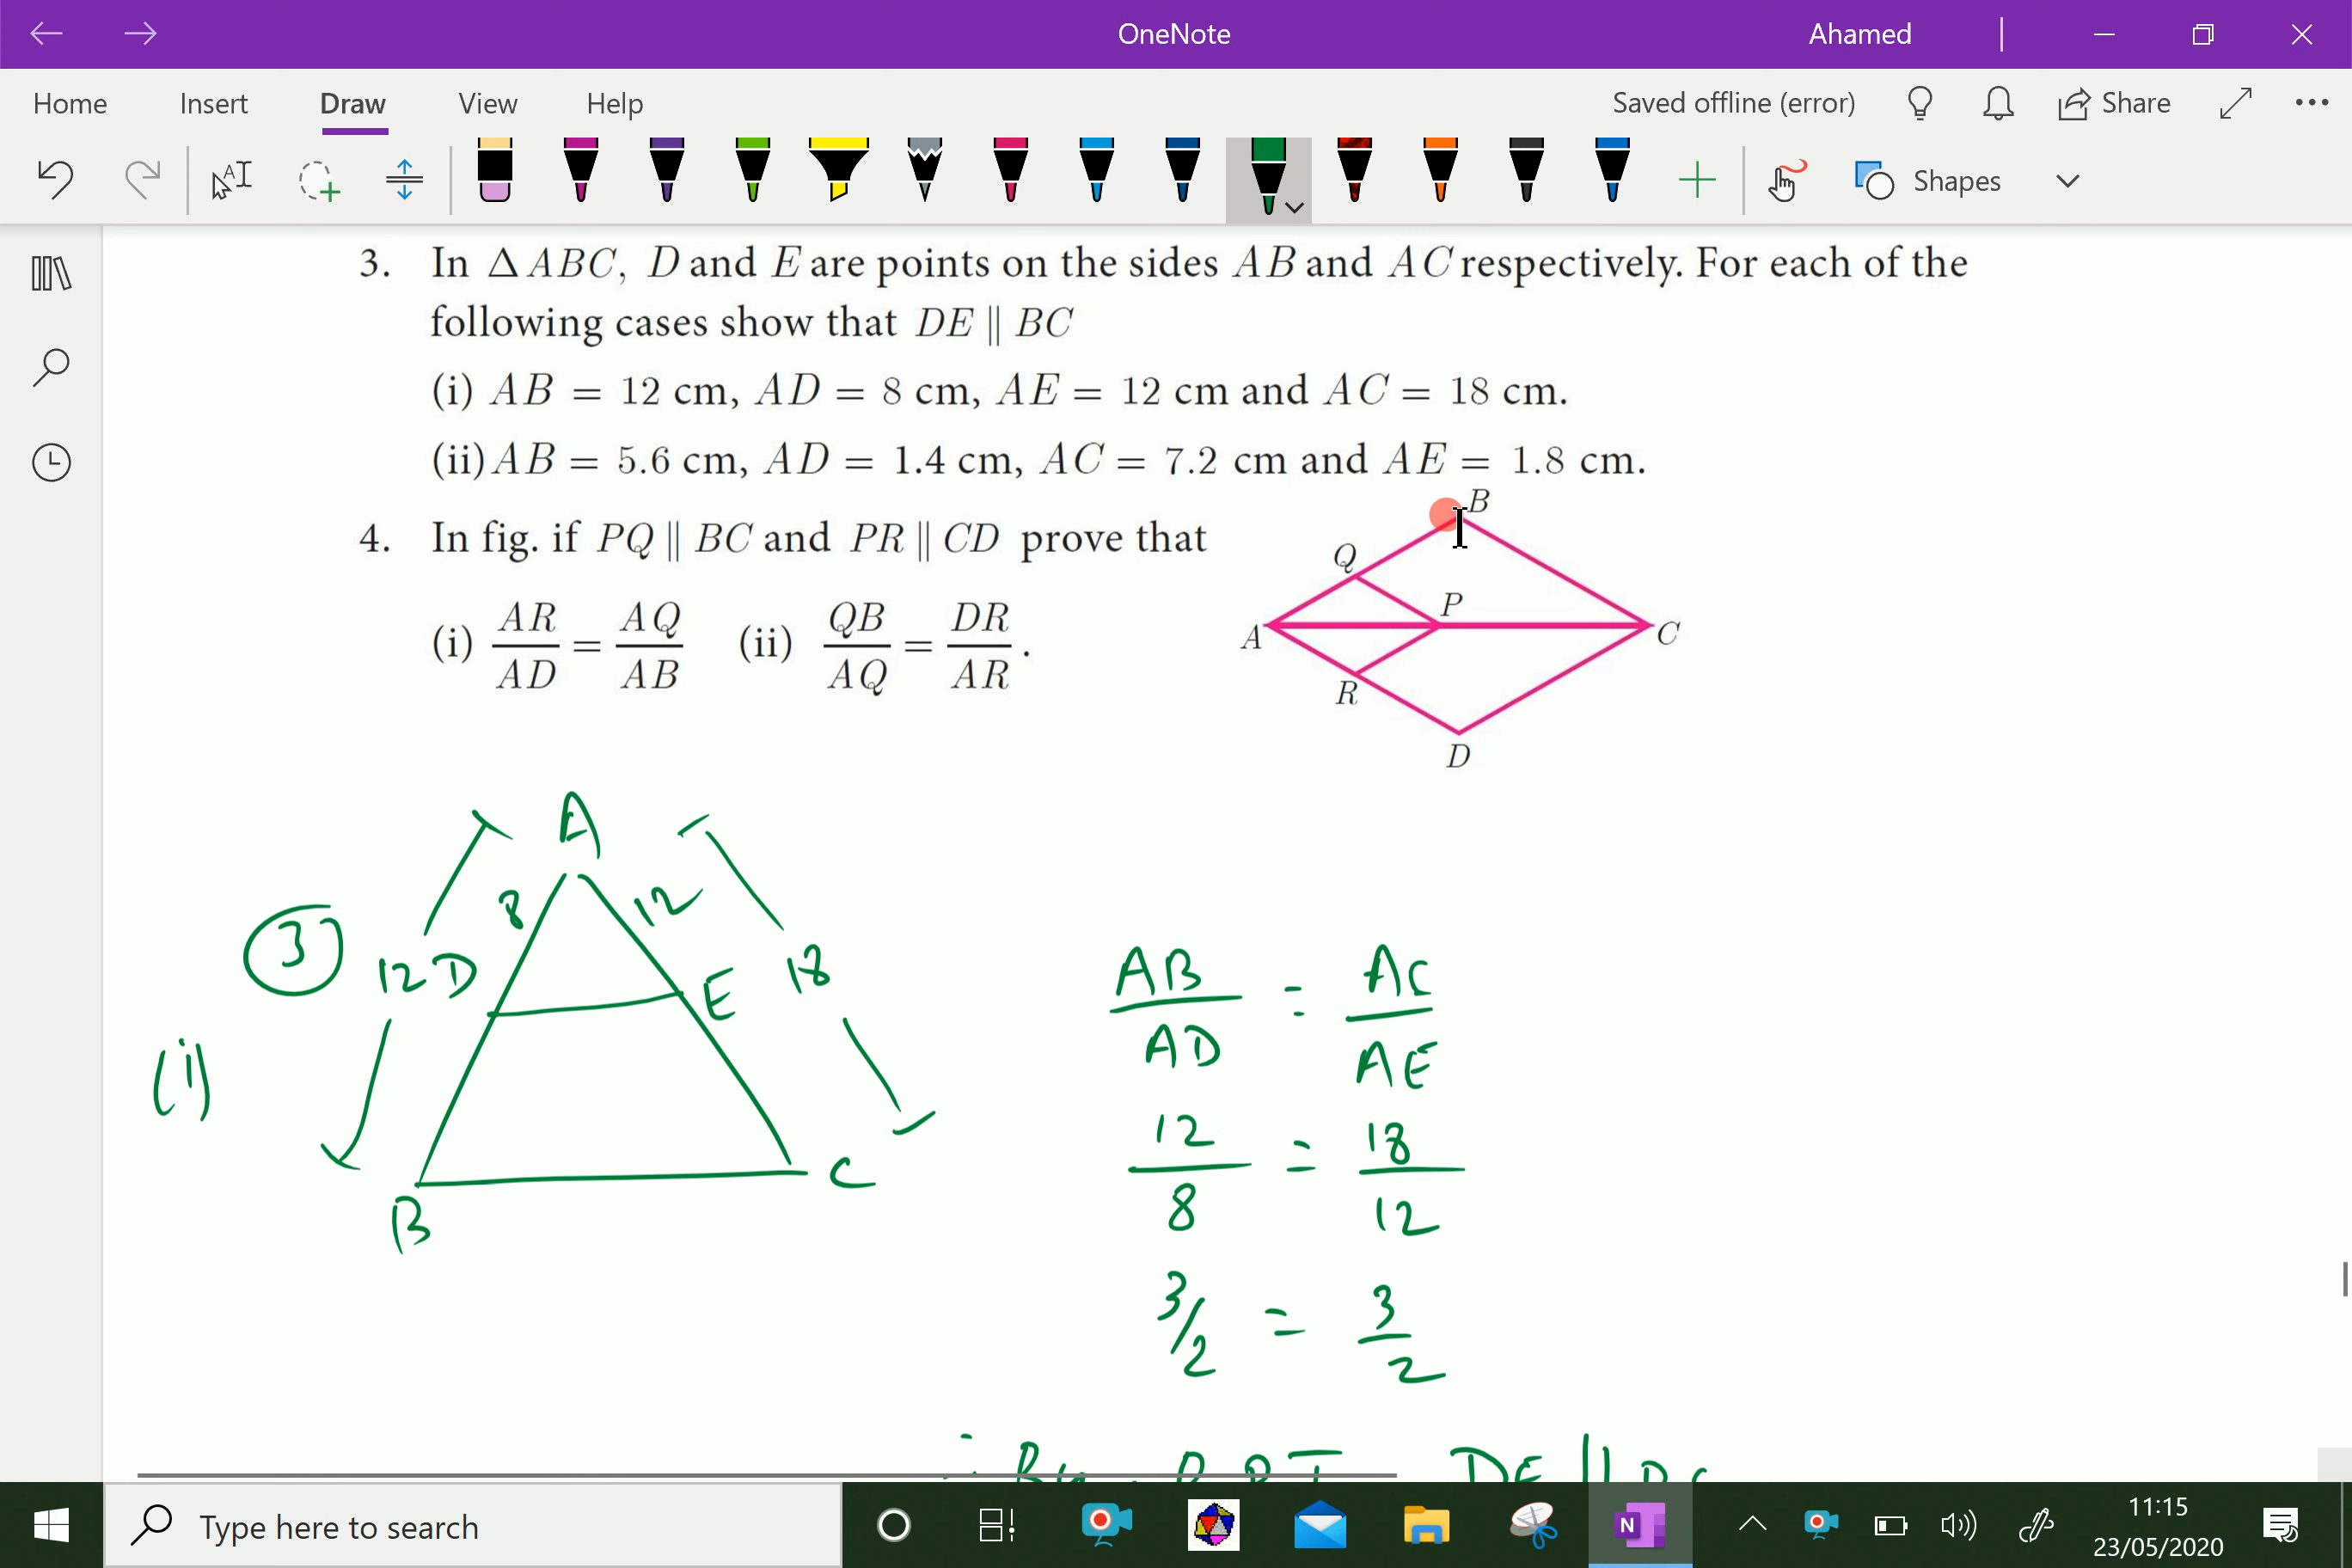 OneNote
Ahamed
Home Insert Draw View Help
Saved offline (error) Share
Shapes
3. In Δ ABC, D and E are points on the sides AB and AC respectively. For each of the
following cases show that DE ∥ BC
(i) AB = 12 cm, AD = 8 cm, AE = 12 cm and AC = 18 cm.
(ii) AB = 5.6 cm, AD = 1.4 cm, AC = 7.2 cm and AE = 1.8 cm.
4. In fig. if PQ ∥ BC and PR ∥ CD prove that
(i) AR/AD = AQ/AB (ii) QB/AQ = DR/AR.
B
Q
P
A
C
R
D
A
8 12
3
12 D E 18
(i)
B C
AB/AD = AC/AE
12/8 = 18/12
3/2 = 3/2
∴ By DE ||
Type here to search
N
11:15
23/05/2020